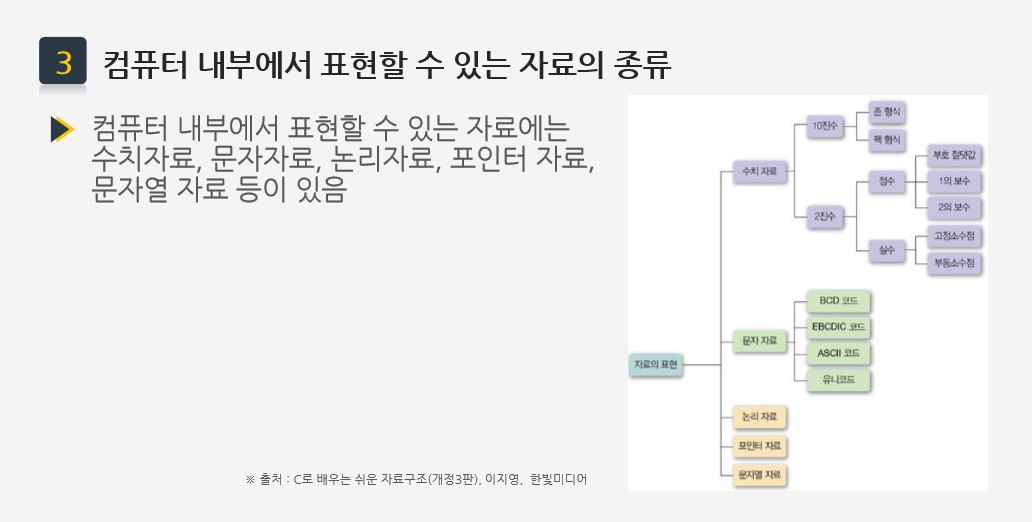 3 컴퓨터 내부에서 표현할 수 있는 자료의 종류
컴퓨터 내부에서 표현할 수 있는 자료에는
수치자료, 문자자료, 논리자료, 포인터 자료,
문자열 자료 등이 있음
자료의 표현
수치 자료
10진수
존 형식
팩 형식
2진수
정수
부호 절댓값
1의 보수
2의 보수
실수
고정소수점
부동소수점
문자 자료
BCD 코드
EBCDIC 코드
ASCII 코드
유니코드
논리 자료
포인터 자료
문자열 자료
※ 출처 : C로 배우는 쉬운 자료구조(개정3판), 이지영, 한빛미디어